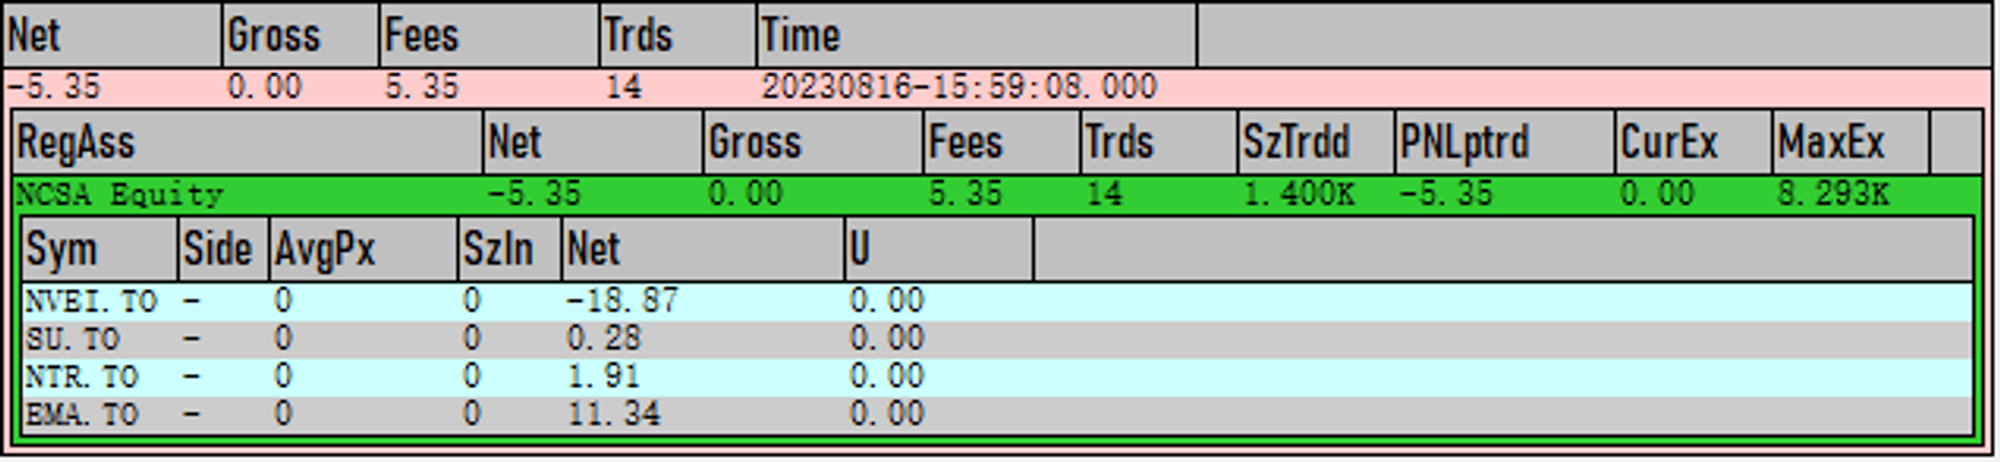 Net Gross Fees Trds Time
-5.35 0.00 5.35 14 20230816-15:59:08.000
RegAss Net Gross Fees Trds SzTrdd PNLptrd CurEx MaxEx
NCSA Equity -5.35 0.00 5.35 14 1.400K -5.35 0.00 8.293K
Sym Side AvgPx SzIn Net U
NVEI.TO - 0 0 -18.87 0.00
SU.TO - 0 0 0.28 0.00
NTR.TO - 0 0 1.91 0.00
EMA.TO - 0 0 11.34 0.00